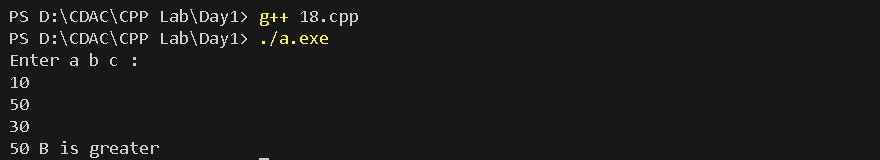 PS D:\CDAC\CPP Lab\Day1> g++ 18.cpp
PS D:\CDAC\CPP Lab\Day1> ./a.exe
Enter a b c :
10
50
30
50 B is greater